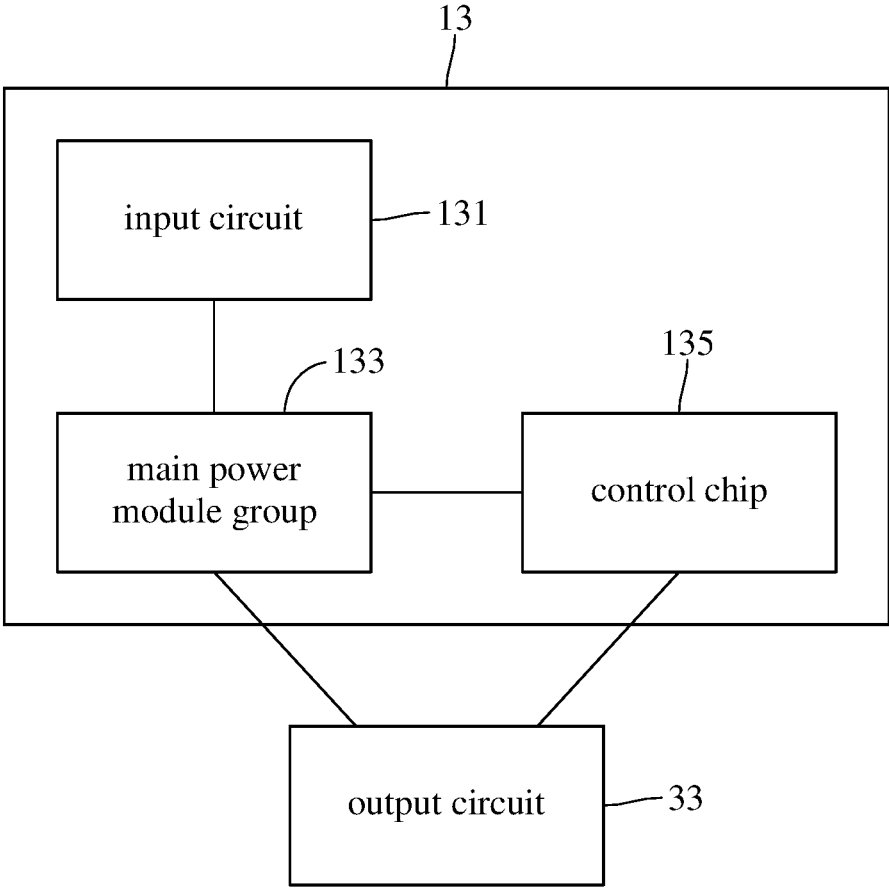 13
input circuit
131
133
135
main power
module group
control chip
output circuit
33